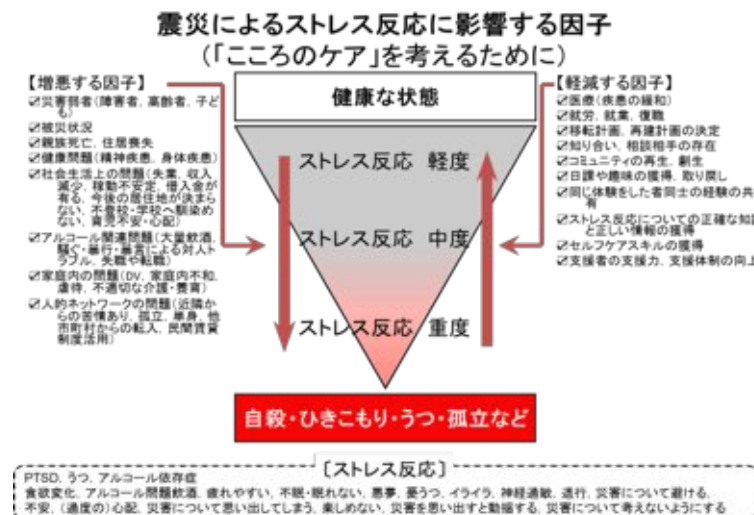 震災によるストレス反応に影響する因子
（「こころのケア」を考えるために）
【増悪する因子】
☑災害弱者（障害者，高齢者，子ど
も）
☑被災状況
☑親族死亡，住居喪失
☑健康問題（精神疾患，身体疾患）
☑社会生活上の問題（失業，収入
減少，稼動不安定，借入金が
有る，今後の居住地が決まら
ない，不登校・学校へ馴染め
ない，育児不安・心配）
☑アルコール関連問題（大量飲酒，
騒ぐ・暴行・暴言による対人ト
ラブル，失職や転職）
☑家庭内の問題（DV，家庭内不和，
虐待，不適切な介護・養育）
☑人的ネットワークの問題（近隣か
らの苦情あり，孤立，単身，他
市町村からの転入，民間賃貸
制度活用）
健康な状態
ストレス反応 軽度
ストレス反応 中度
ストレス反応 重度
自殺・ひきこもり・うつ・孤立など
【軽減する因子】
☑医療（疾患の緩和）
☑就労，就業，復職
☑移転計画，再建計画の決定
☑知り合い，相談相手の存在
☑コミュニティの再生，創生
☑日課や趣味の獲得，取り戻し
☑同じ体験をした者同士の経験の共
有
☑ストレス反応についての正確な知識
と正しい情報の獲得
☑セルフケアスキルの獲得
☑支援者の支援力，支援体制の向上
〔ストレス反応〕
PTSD，うつ，アルコール依存症
食欲変化，アルコール問題飲酒，疲れやすい，不眠・眠れない，悪夢，憂うつ，イライラ，神経過敏，退行，災害について避ける，
不安，（過度の）心配，災害について思い出してしまう，楽しめない，災害を思い出すと動揺する，災害について考えないようにする